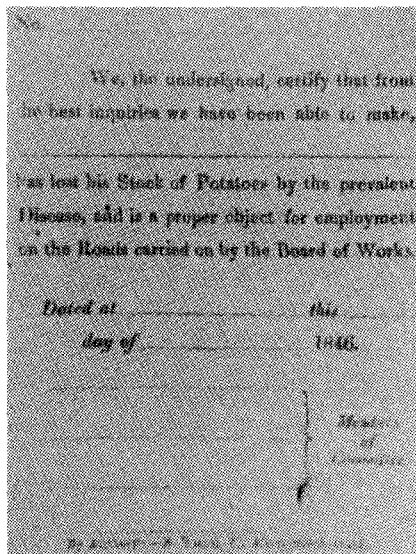 No.
We, the undersigned, certify that from
the best inquiries we have been able to make,
has lost his Stock of Potatoes by the prevalent
Disease, and is a proper object for employment
on the Roads carried on by the Board of Works.
Dated at this
day of 1846.
Members
of
Committee